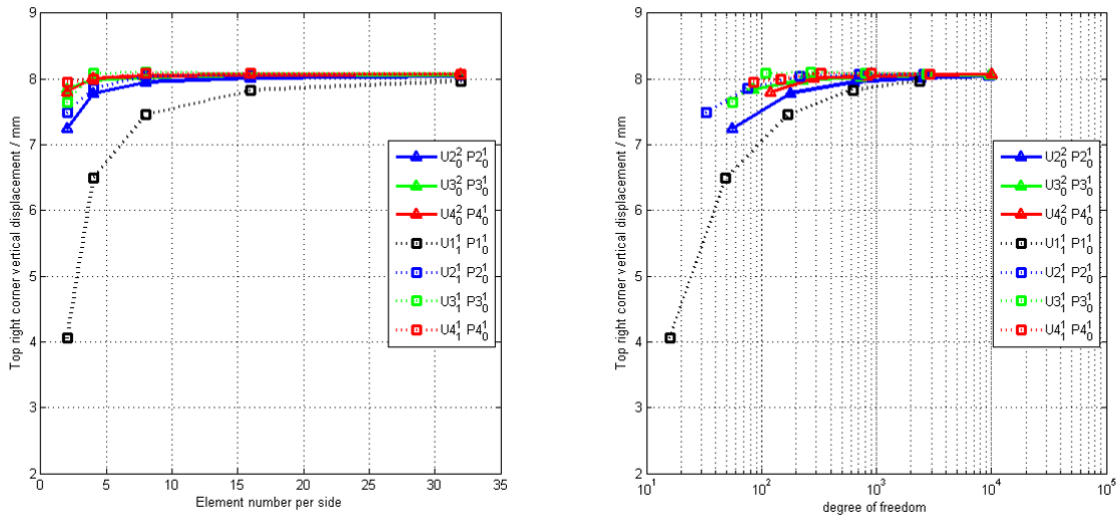 9
8
7
6
5
4
3
2
0 5 10 15 20 25 30 35
Top right corner vertical displacement / mm
Element number per side
U2₀² P2₀¹
U3₀² P3₀¹
U4₀² P4₀¹
U1₁¹ P1₀¹
U2₁¹ P2₀¹
U3₁¹ P3₀¹
U4₁¹ P4₀¹
9
8
7
6
5
4
3
2
10¹ 10² 10³ 10⁴ 10⁵
Top right corner vertical displacement / mm
degree of freedom
U2₀² P2₀¹
U3₀² P3₀¹
U4₀² P4₀¹
U1₁¹ P1₀¹
U2₁¹ P2₀¹
U3₁¹ P3₀¹
U4₁¹ P4₀¹